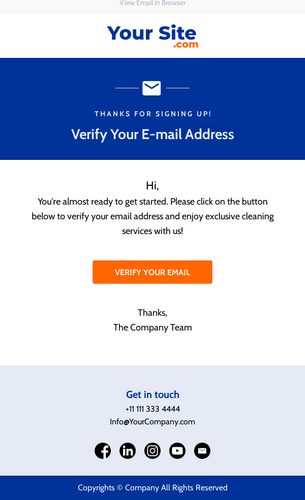 View Email in Browser
Your Site
.com
THANKS FOR SIGNING UP!
Verify Your E-mail Address
Hi,
You're almost ready to get started. Please click on the button
below to verify your email address and enjoy exclusive cleaning
services with us!
VERIFY YOUR EMAIL
Thanks,
The Company Team
Get in touch
+11 111 333 4444
Info@YourCompany.com
Copyrights © Company All Rights Reserved